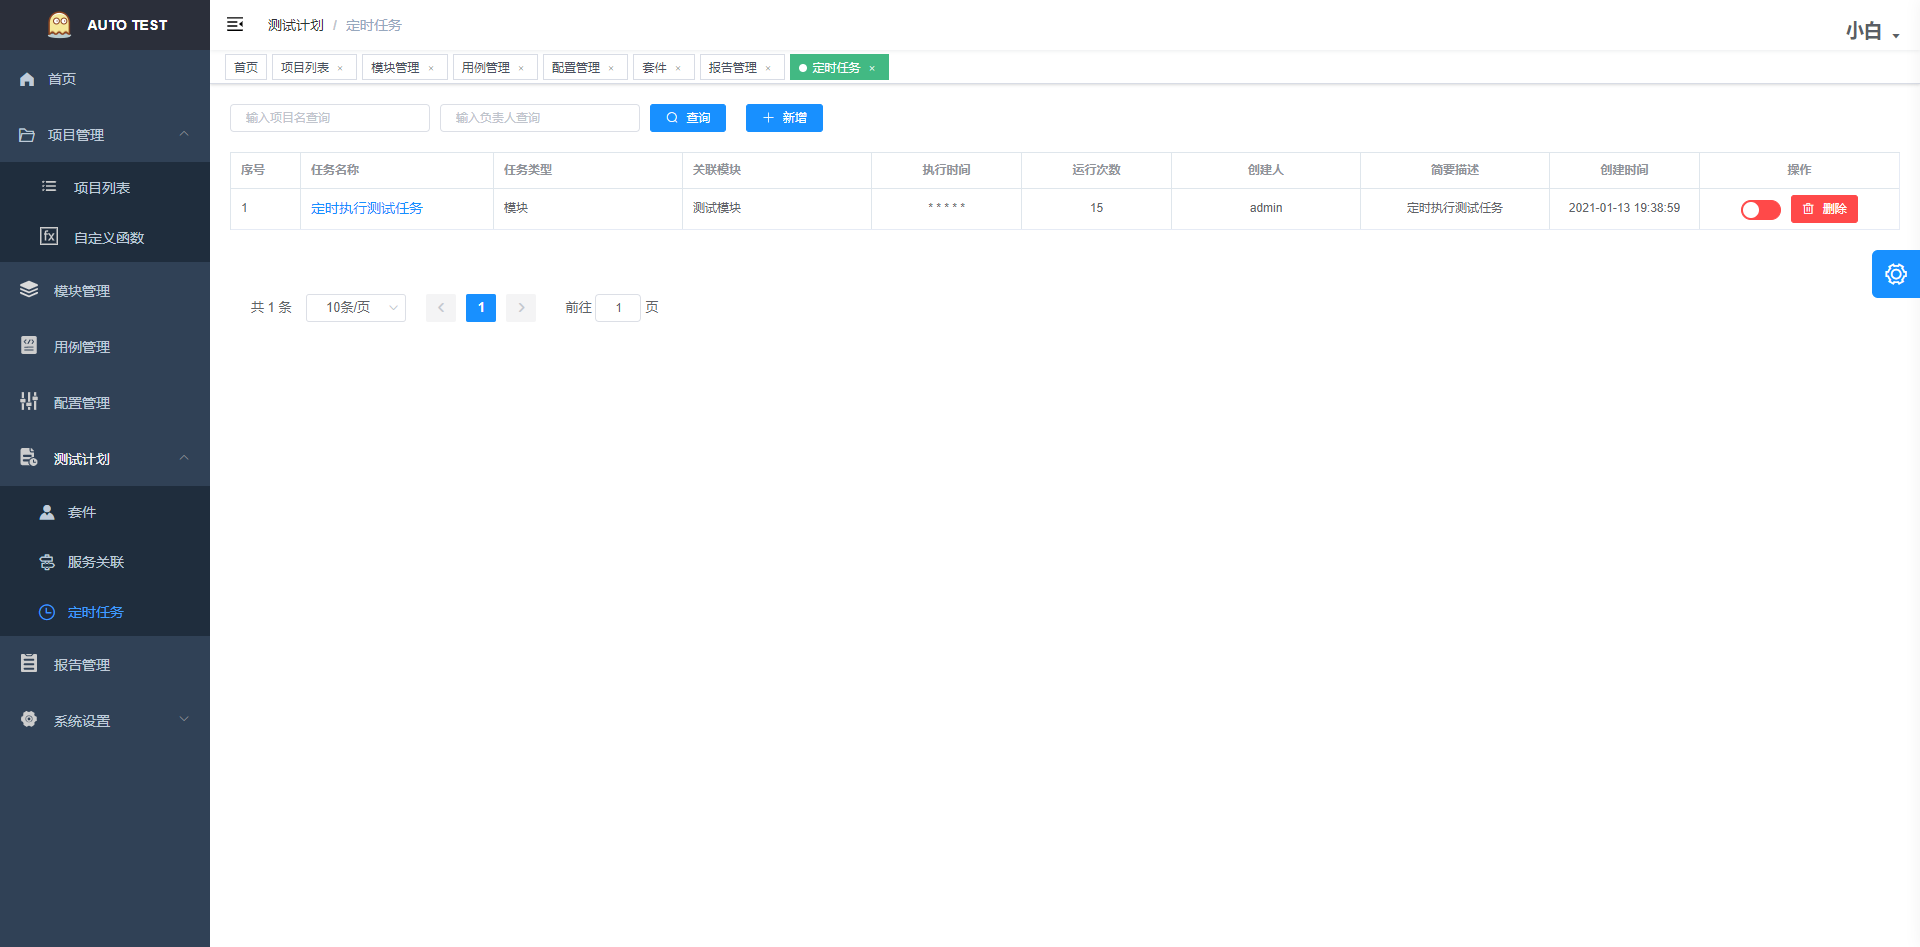 AUTO TEST
首页
项目管理
项目列表
自定义函数
模块管理
用例管理
配置管理
测试计划
套件
服务关联
定时任务
报告管理
系统设置
测试计划 / 定时任务
小白
首页 项目列表 × 模块管理 × 用例管理 × 配置管理 × 套件 × 报告管理 × 定时任务 ×
输入项目名查询 输入负责人查询 查询 新增
序号 任务名称 任务类型 关联模块 执行时间 运行次数 创建人 简要描述 创建时间 操作
1 定时执行测试任务 模块 测试模块 * * * * * 15 admin 定时执行测试任务 2021-01-13 19:38:59 删除
共 1 条 10条/页 1 前往 1 页